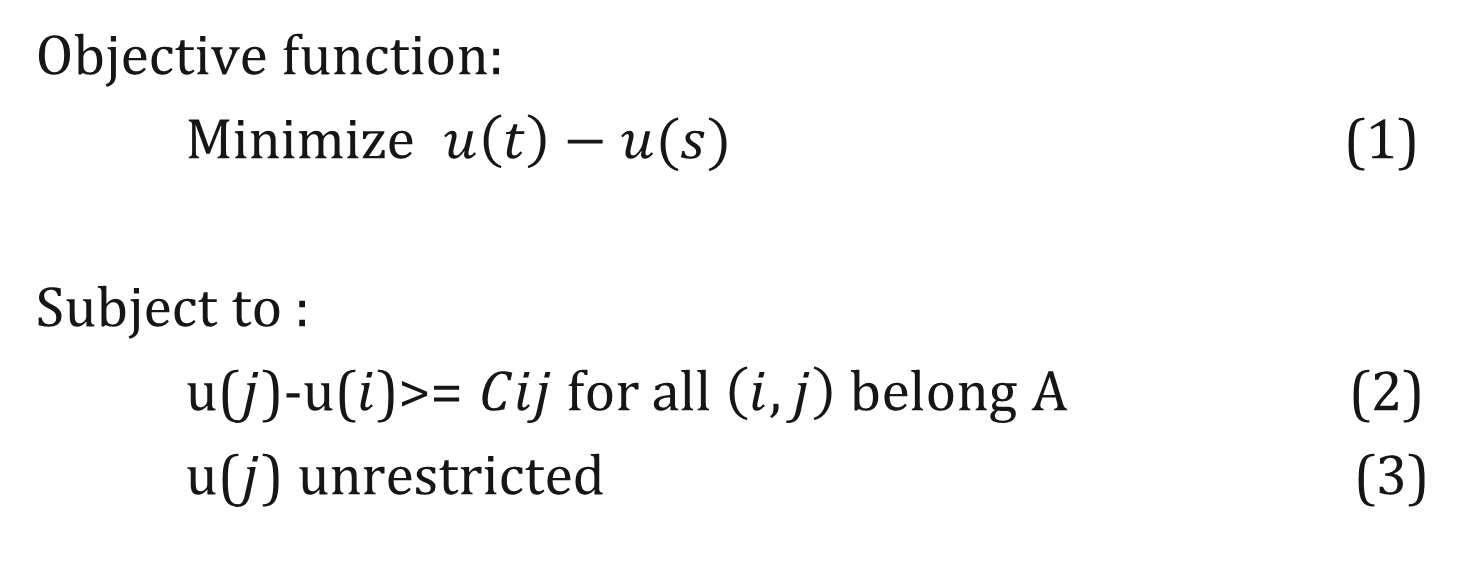 Objective function:
Minimize u(t) − u(s) (1)
Subject to :
u(j)-u(i)>= Cij for all (i, j) belong A (2)
u(j) unrestricted (3)